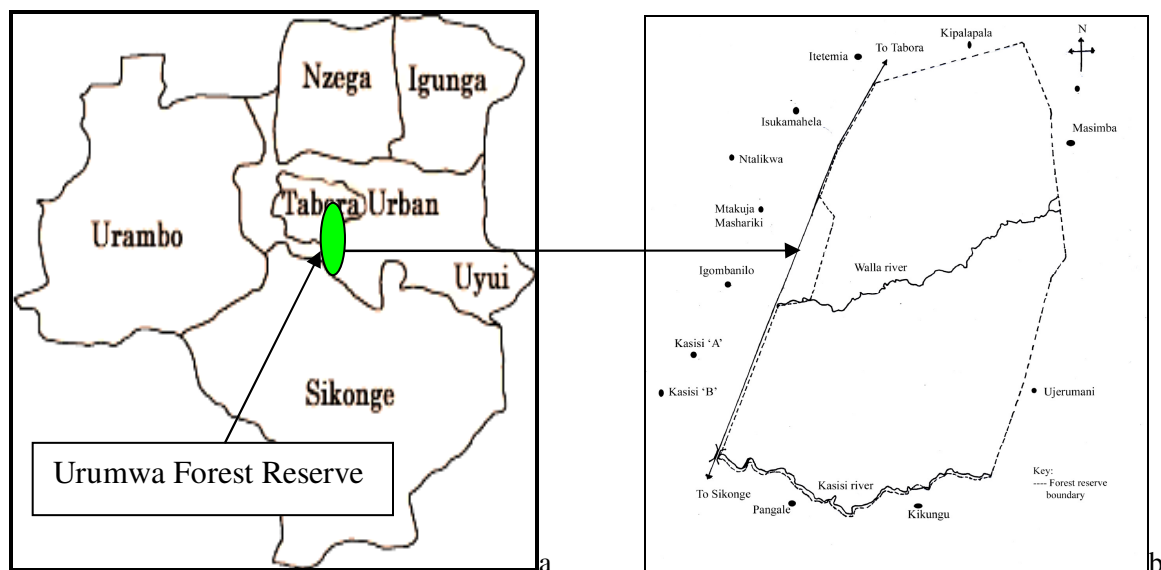 Nzega
Igunga
Tabora Urban
Urambo
Uyui
Sikonge
Urumwa Forest Reserve
a
Kipalapala
N
To Tabora
Itetemia
Isukamahela
Masimba
Ntalikwa
Mtakuja
Mashariki
Walla river
Igombanilo
Kasisi ‘A’
Kasisi ‘B’
Ujerumani
Key:
---- Forest reserve
boundary
To Sikonge
Kasisi river
Pangale
Kikungu
b